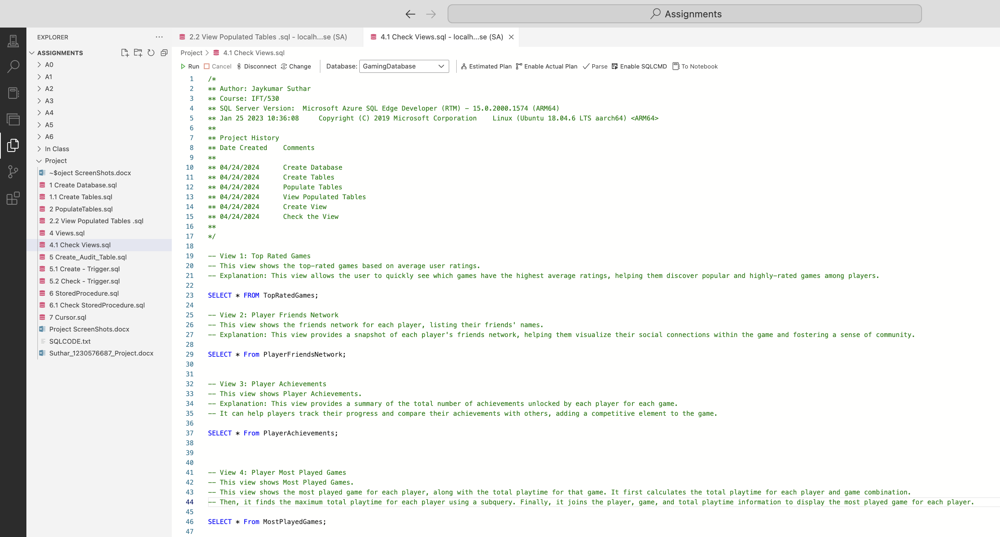 Assignments
EXPLORER
ASSIGNMENTS
A0
A1
A2
A3
A4
A5
A6
In Class
Project
~$oject ScreenShots.docx
1 Create Database.sql
1.1 Create Tables.sql
2 PopulateTables.sql
2.2 View Populated Tables .sql
4 Views.sql
4.1 Check Views.sql
5 Create_Audit_Table.sql
5.1 Create - Trigger.sql
5.2 Check - Trigger.sql
6 StoredProcedure.sql
6.1 Check StoredProcedure.sql
7 Cursor.sql
Project ScreenShots.docx
SQLCODE.txt
Suthar_1230576687_Project.docx
2.2 View Populated Tables .sql - localh...se (SA)
4.1 Check Views.sql - localh...se (SA)
Project > 4.1 Check Views.sql
Run Cancel Disconnect Change Database: GamingDatabase Estimated Plan Enable Actual Plan Parse Enable SQLCMD To Notebook
1 /*
2 ** Author: Jaykumar Suthar
3 ** Course: IFT/530
4 ** SQL Server Version:  Microsoft Azure SQL Edge Developer (RTM) - 15.0.2000.1574 (ARM64)
5 ** Jan 25 2023 10:36:08     Copyright (C) 2019 Microsoft Corporation    Linux (Ubuntu 18.04.6 LTS aarch64) <ARM64>
6 **
7 ** Project History
8 ** Date Created    Comments
9 **
10 ** 04/24/2024      Create Database
11 ** 04/24/2024      Create Tables
12 ** 04/24/2024      Populate Tables
13 ** 04/24/2024      View Populated Tables
14 ** 04/24/2024      Create View
15 ** 04/24/2024      Check the View
16 **
17 */
18
19 -- View 1: Top Rated Games
20 -- This view shows the top-rated games based on average user ratings.
21 -- Explanation: This view allows the user to quickly see which games have the highest average ratings, helping them discover popular and highly-rated games among players.
22
23 SELECT * FROM TopRatedGames;
24
25 -- View 2: Player Friends Network
26 -- This view shows the friends network for each player, listing their friends' names.
27 -- Explanation: This view provides a snapshot of each player's friends network, helping them visualize their social connections within the game and fostering a sense of community.
28
29 SELECT * From PlayerFriendsNetwork;
30
31
32 -- View 3: Player Achievements
33 -- This view shows Player Achievements.
34 -- Explanation: This view provides a summary of the total number of achievements unlocked by each player for each game.
35 -- It can help players track their progress and compare their achievements with others, adding a competitive element to the game.
36
37 SELECT * From PlayerAchievements;
38
39
40
41 -- View 4: Player Most Played Games
42 -- This view shows Most Played Games.
43 -- This view shows the most played game for each player, along with the total playtime for that game. It first calculates the total playtime for each player and game combination.
44 -- Then, it finds the maximum total playtime for each player using a subquery. Finally, it joins the player, game, and total playtime information to display the most played game for each player.
45
46 SELECT * From MostPlayedGames;
47